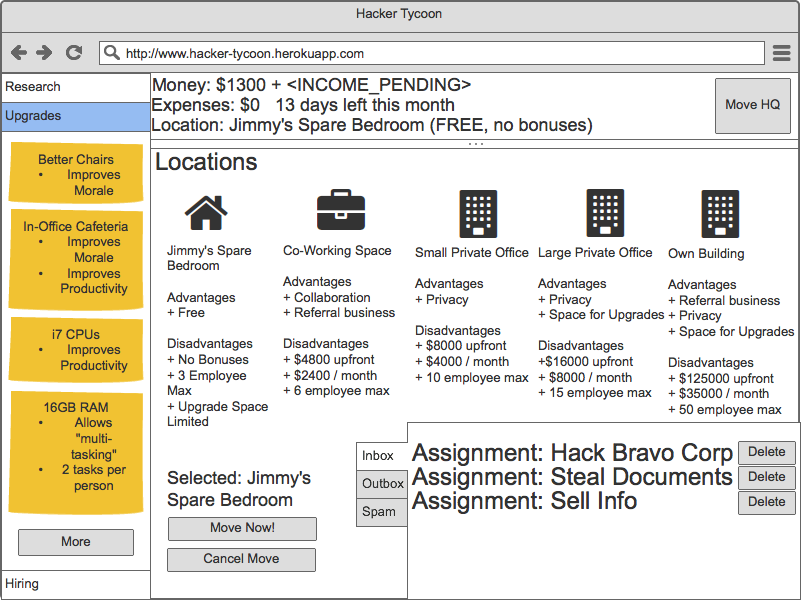 Hacker Tycoon
http://www.hacker-tycoon.herokuapp.com
Research
Upgrades
Better Chairs
• Improves
Morale
In-Office Cafeteria
• Improves
Morale
• Improves
Productivity
i7 CPUs
• Improves
Productivity
16GB RAM
• Allows
"multi-
tasking"
• 2 tasks per
person
More
Hiring
Money: $1300 + <INCOME_PENDING>
Expenses: $0 13 days left this month
Location: Jimmy's Spare Bedroom (FREE, no bonuses)
Move HQ
Locations
Jimmy's Spare
Bedroom
Advantages
+ Free
Disadvantages
+ No Bonuses
+ 3 Employee
Max
+ Upgrade Space
Limited
Co-Working Space
Advantages
+ Collaboration
+ Referral business
Disadvantages
+ $4800 upfront
+ $2400 / month
+ 6 employee max
Small Private Office
Advantages
+ Privacy
Disadvantages
+ $8000 upfront
+ $4000 / month
+ 10 employee max
Large Private Office
Advantages
+ Privacy
+ Space for Upgrades
Disadvantages
+$16000 upfront
+ $8000 / month
+ 15 employee max
Own Building
Advantages
+ Referral business
+ Privacy
+ Space for Upgrades
Disadvantages
+ $125000 upfront
+ $35000 / month
+ 50 employee max
Selected: Jimmy's
Spare Bedroom
Move Now!
Cancel Move
Inbox
Outbox
Spam
Assignment: Hack Bravo Corp
Delete
Assignment: Steal Documents
Delete
Assignment: Sell Info
Delete